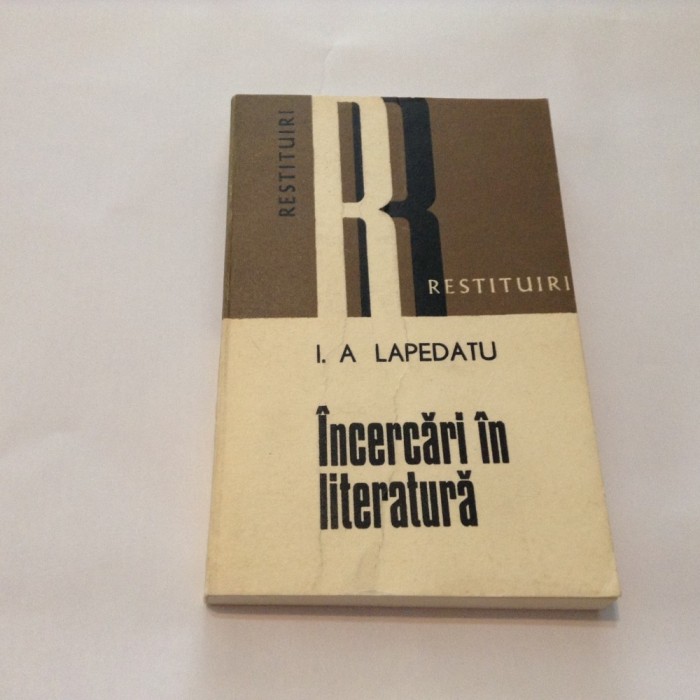 RESTITUIRI
R
RESTITUIRI
I. A LAPEDATU
Încercări în
literatură